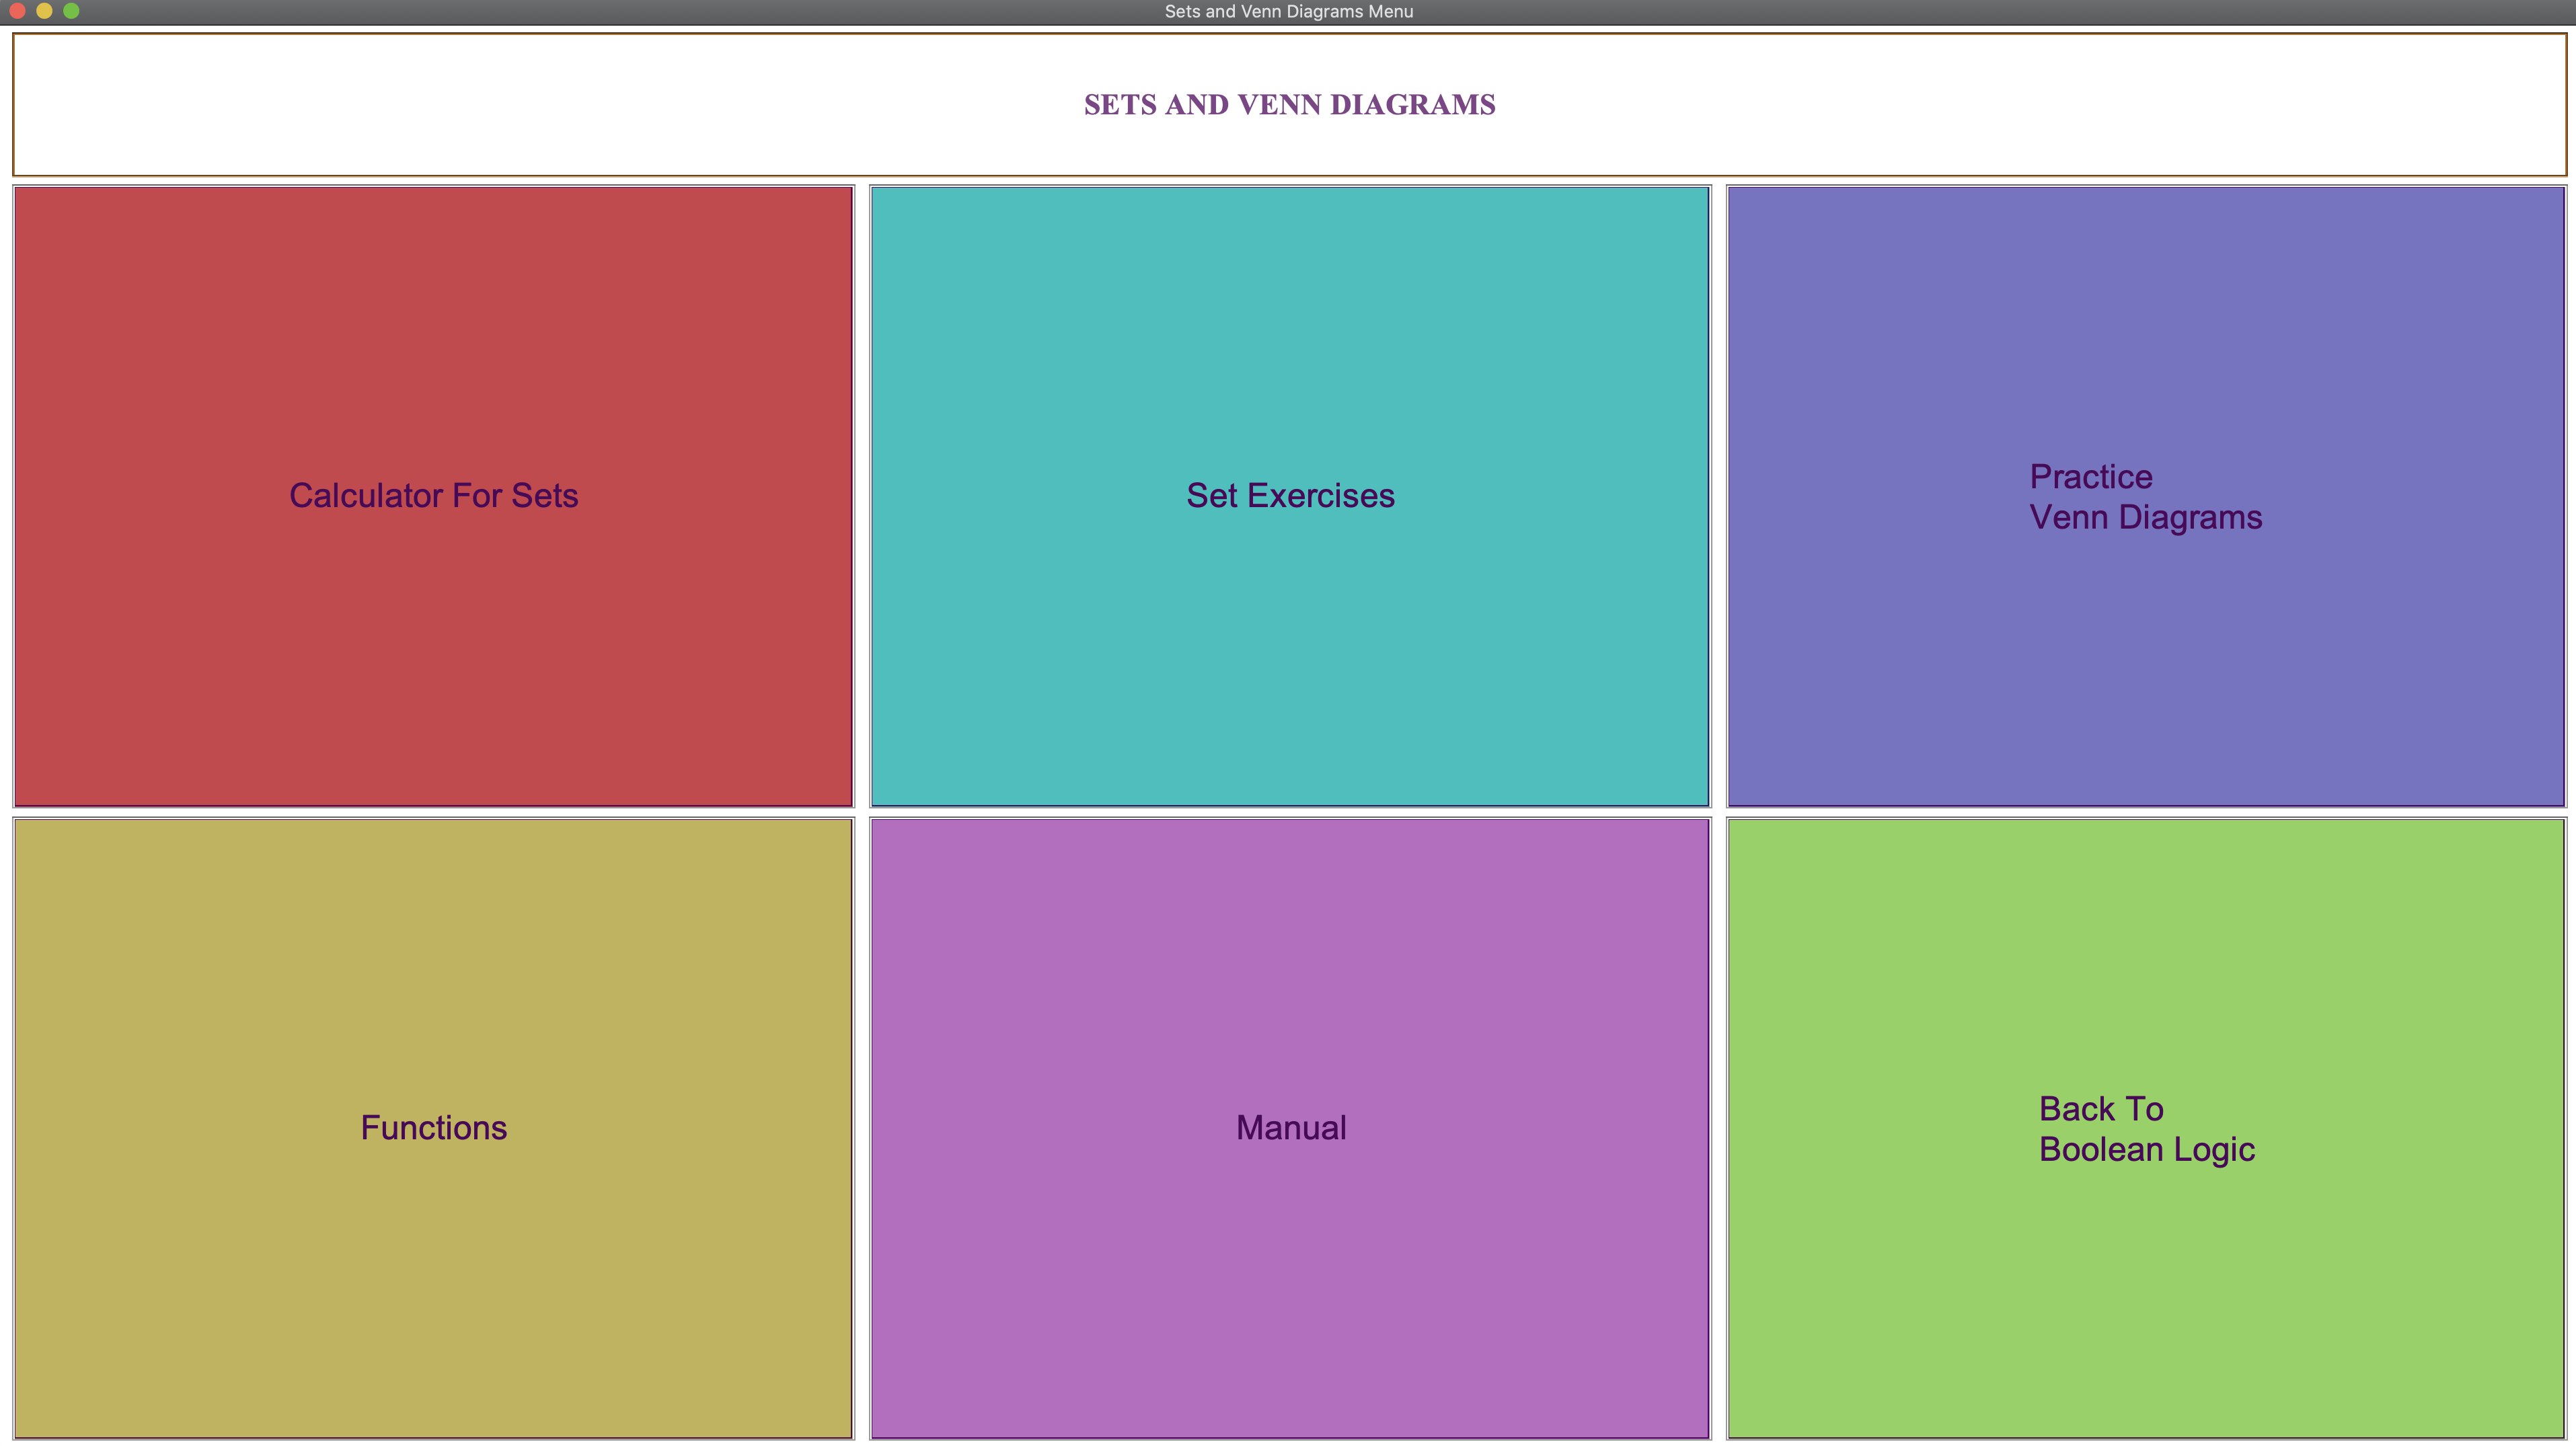 Sets and Venn Diagrams Menu
SETS AND VENN DIAGRAMS
Calculator For Sets
Set Exercises
Practice
Venn Diagrams
Functions
Manual
Back To
Boolean Logic